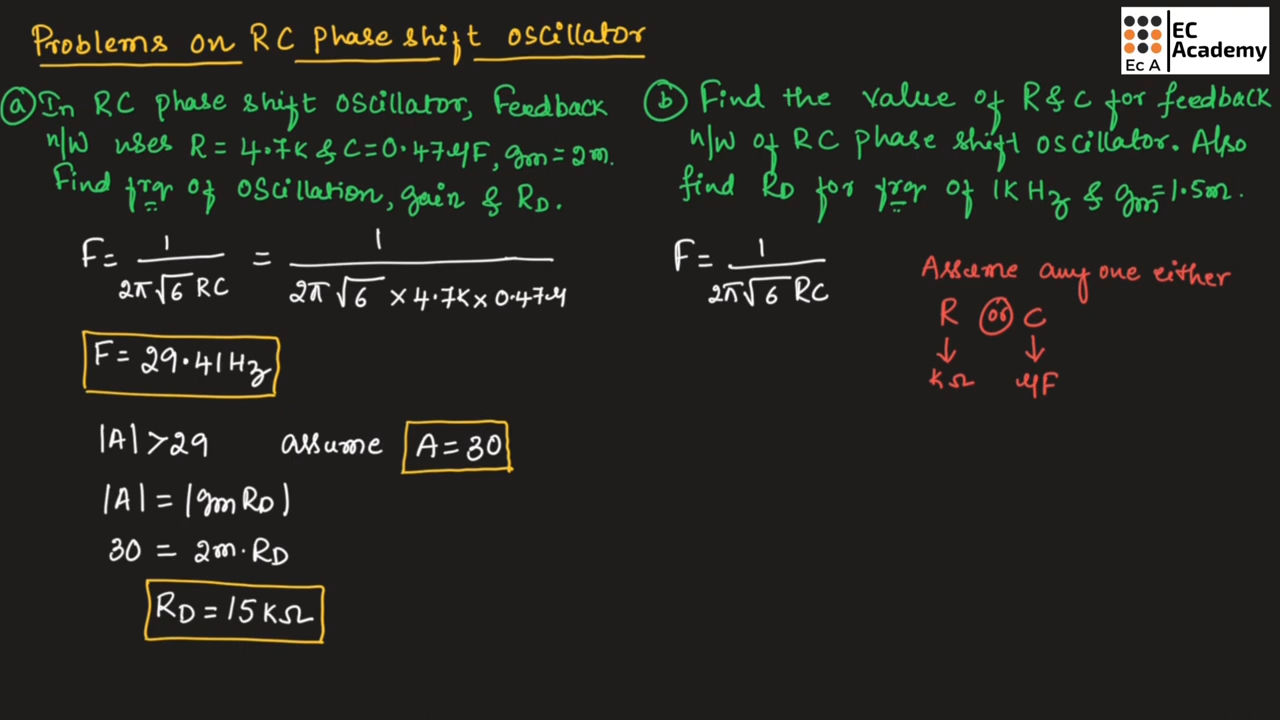 Problems on RC phase shift oscillator
EC
Academy
Ec A
(a) In RC phase shift oscillator, Feedback
n/W uses R = 4.7K & C = 0.47μF, gm = 2m.
Find frqr of oscillation, gain & RD.
F = 1 / 2π√6 RC = 1 / 2π√6 × 4.7K × 0.47μ
F = 29.41Hz
|A| > 29 assume A = 30
|A| = |gm RD|
30 = 2m · RD
RD = 15KΩ
(b) Find the value of R & C for feedback
n/W of RC phase shift oscillator. Also
find RD for frqr of 1KHz & gm = 1.5m.
F = 1 / 2π√6 RC
Assume any one either
R or C
↓ ↓
KΩ μF